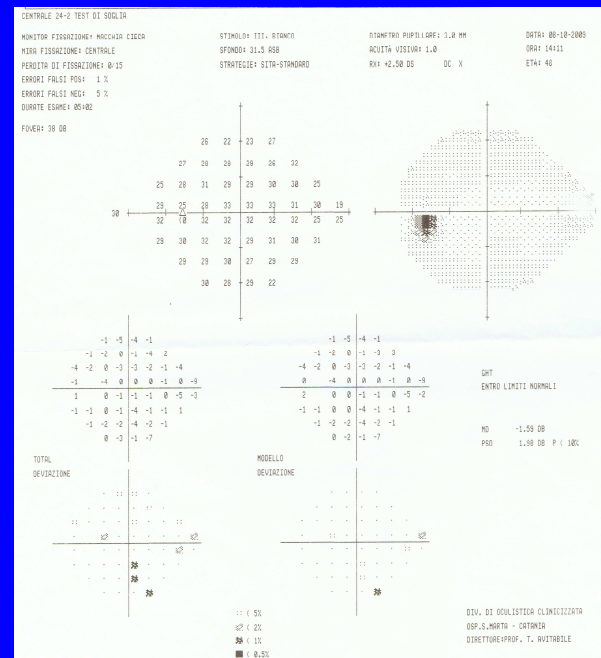 CENTRALE 24-2 TEST DI SOGLIA
MONITOR FISSAZIONE: MACCHIA CIECA
MIRA FISSAZIONE: CENTRALE
PERDITA DI FISSAZIONE: 0/15
ERRORI FALSI POS: 1 %
ERRORI FALSI NEG: 5 %
DURATE ESAME: 05:02
FOVEA: 38 DB
STIMOLO: III. BIANCO
SFONDO: 31.5 ASB
STRATEGIE: SITA-STANDARD
DIAMETRO PUPILLARE: 3.0 MM
ACUITÀ VISIVA: 1.0
RX: +2.50 DS DC X
DATA: 08-10-2009
ORA: 14:11
ETÀ: 48
26 22 23 27
27 28 29 28 26 32
25 28 31 29 29 30 30 25
29 25 28 33 33 33 31 30 19
30
32 32 32 32 32 25 25
29 30 32 32 29 31 30 31
29 29 30 27 29 29
30 28 29 22
-1 -5 -4 -1
-1 -2 0 -1 -4 2
-4 -2 0 -3 -3 -2 -1 -4
-1 -4 0 0 0 -1 0 -9
1 0 -1 -1 -1 0 -5 -3
-1 -1 0 -1 -4 -1 -1 1
-1 -2 -2 -4 -2 -1
0 -3 -1 -7
TOTAL
DEVIAZIONE
-1 -5 -4 -1
-1 -2 0 -1 -3 3
-4 -2 0 -3 -3 -2 -1 -4
0 -4 0 0 0 -1 0 -9
2 0 0 -1 -1 0 -5 -2
-1 -1 0 0 -4 -1 -1 1
-1 -2 -2 -4 -2 -1
0 -2 -1 -7
MODELLO
DEVIAZIONE
GHT
ENTRO LIMITI NORMALI
MD -1.59 DB
PSD 1.98 DB P < 10%
< 5%
< 2%
< 1%
< 0.5%
DIV. DI OCULISTICA CLINICIZZATA
OSP.S.MARTA - CATANIA
DIRETTORE:PROF. T. AVITABILE